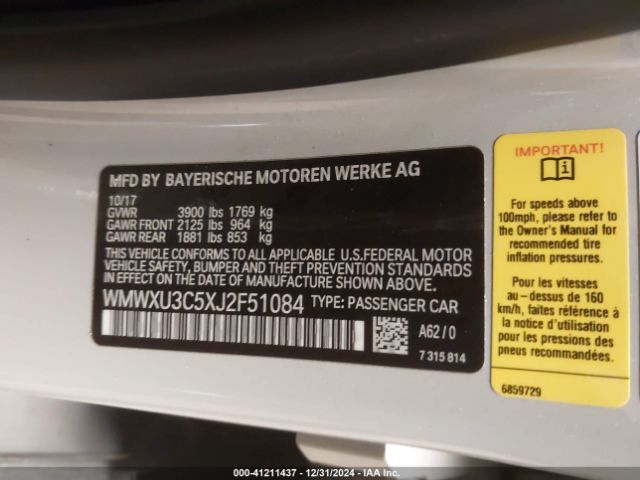 MFD BY BAYERISCHE MOTOREN WERKE AG
10/17
GVWR 3900 lbs 1769 kg
GAWR FRONT 2125 lbs 964 kg
GAWR REAR 1881 lbs 853 kg
THIS VEHICLE CONFORMS TO ALL APPLICABLE U.S.FEDERAL MOTOR
VEHICLE SAFETY, BUMPER AND THEFT PREVENTION STANDARDS
IN EFFECT ON THE DATE OF MANUFACTURE SHOWN ABOVE.
WMWXU3C5XJ2F51084 TYPE: PASSENGER CAR
A62/0
7 315 814
IMPORTANT!
For speeds above
100mph, please refer to
the Owner's Manual for
recommended tire
inflation pressures.
Pour les vitesses
au-dessus de 160
km/h, faites référence à
la notice d'utilisation
pour les pressions des
pneus recommandées.
6859729
000-41211437 - 12/31/2024 - IAA Inc.